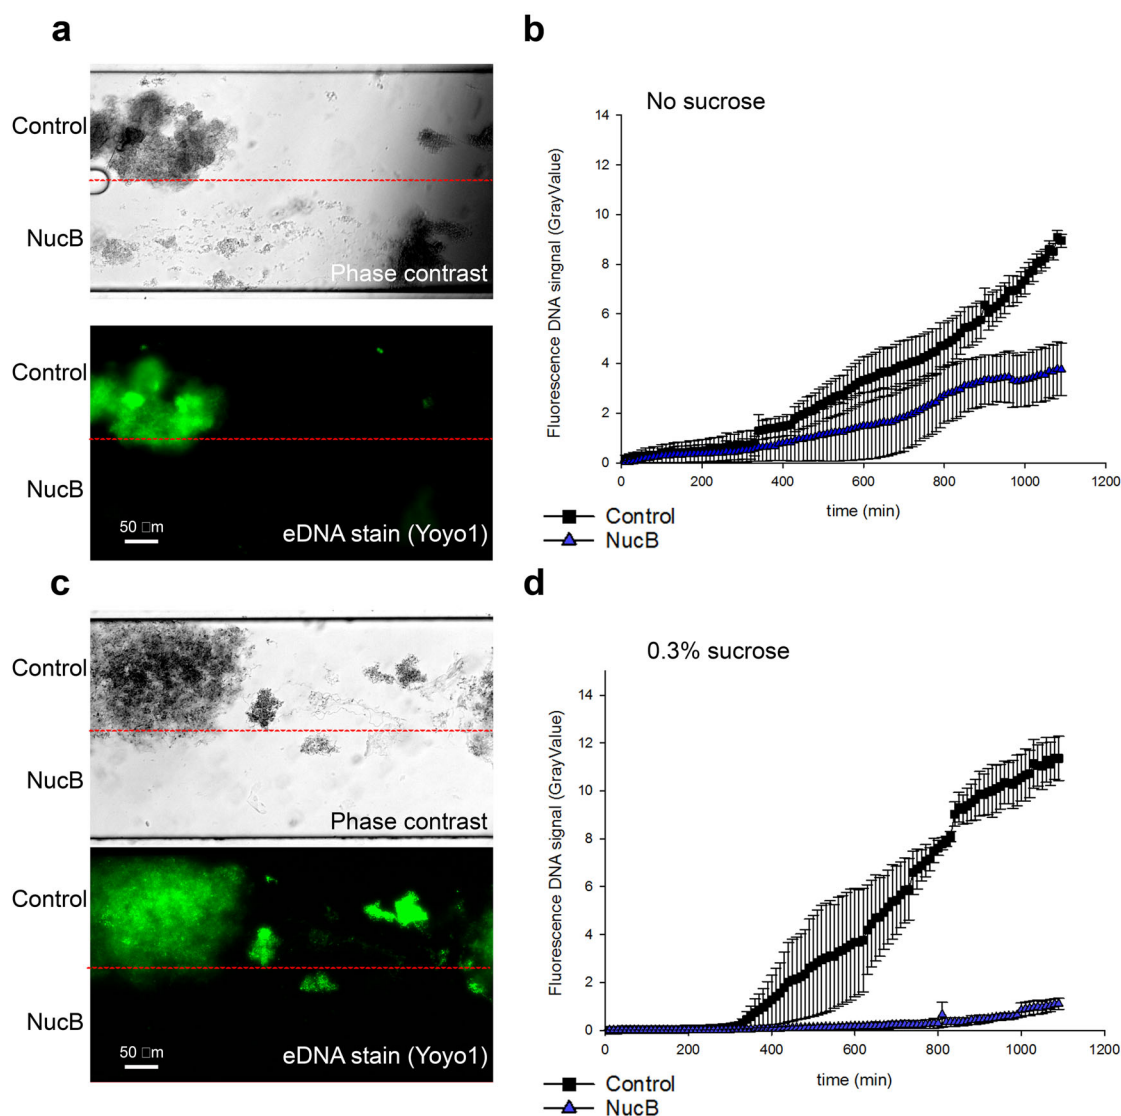 a
Control
NucB
Phase contrast
Control
NucB
50 □m
eDNA stain (Yoyo1)
b
No sucrose
Fluorescence DNA singnal (GrayValue)
14
12
10
8
6
4
2
0
0 200 400 600 800 1000 1200
time (min)
Control
NucB
c
Control
NucB
Phase contrast
Control
NucB
50 □m
eDNA stain (Yoyo1)
d
0.3% sucrose
Fluorescence DNA signal (GrayValue)
14
12
10
8
6
4
2
0
0 200 400 600 800 1000 1200
time (min)
Control
NucB